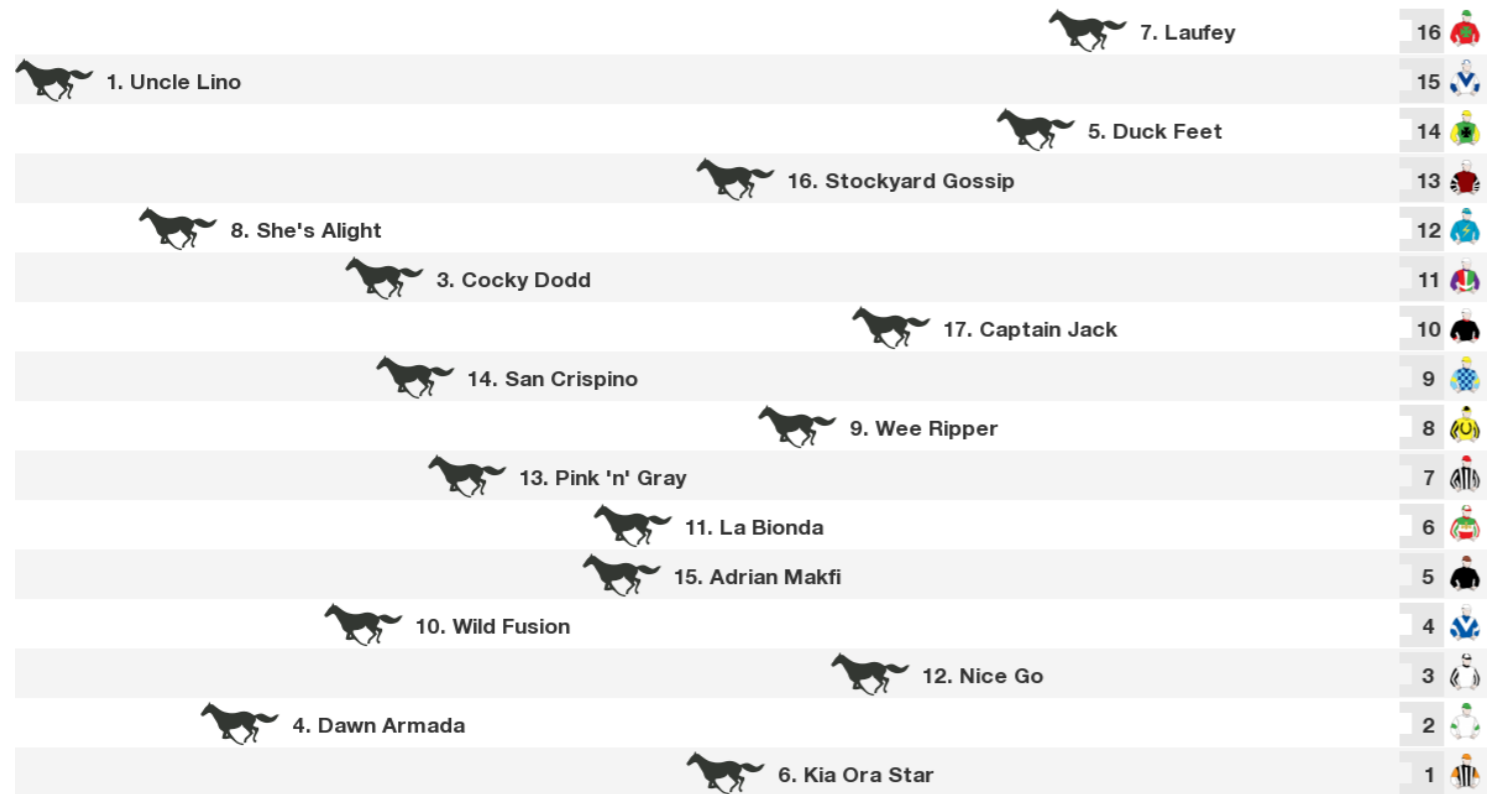 7. Laufey 16
1. Uncle Lino 15
5. Duck Feet 14
16. Stockyard Gossip 13
8. She's Alight 12
3. Cocky Dodd 11
17. Captain Jack 10
14. San Crispino 9
9. Wee Ripper 8
13. Pink 'n' Gray 7
11. La Bionda 6
15. Adrian Makfi 5
10. Wild Fusion 4
12. Nice Go 3
4. Dawn Armada 2
6. Kia Ora Star 1